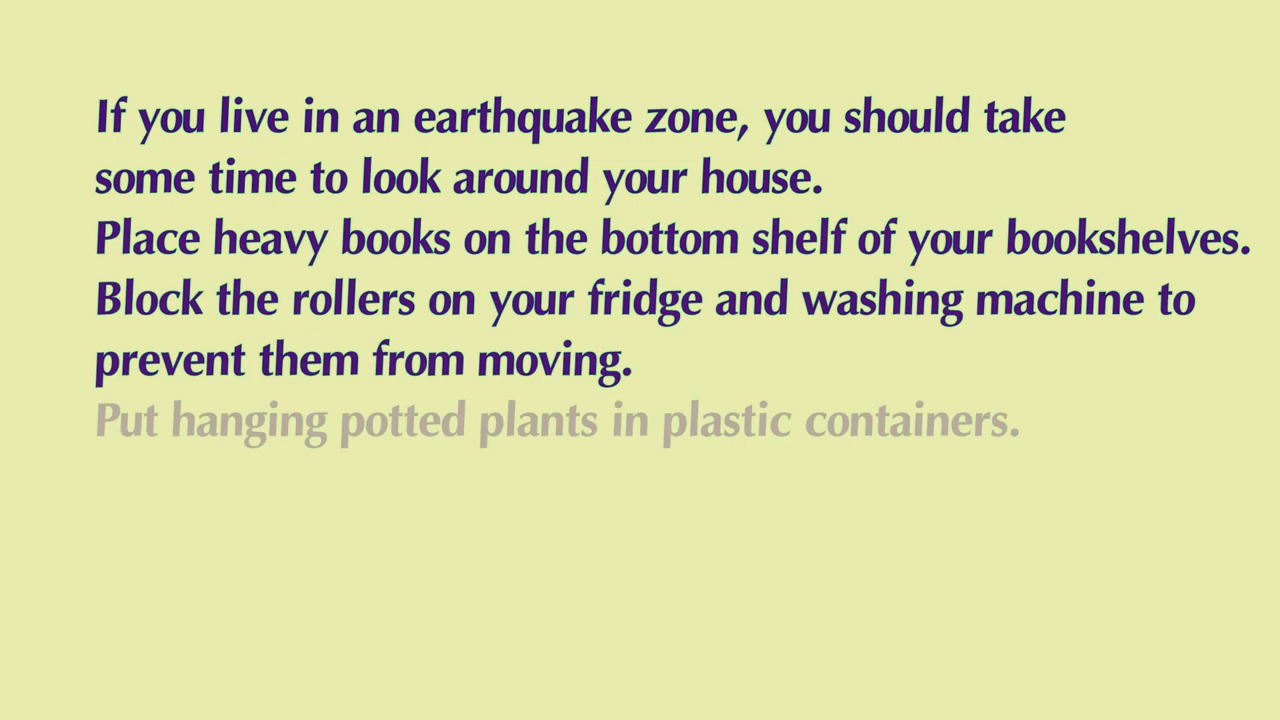 If you live in an earthquake zone, you should take
some time to look around your house.
Place heavy books on the bottom shelf of your bookshelves.
Block the rollers on your fridge and washing machine to
prevent them from moving.
Put hanging potted plants in plastic containers.